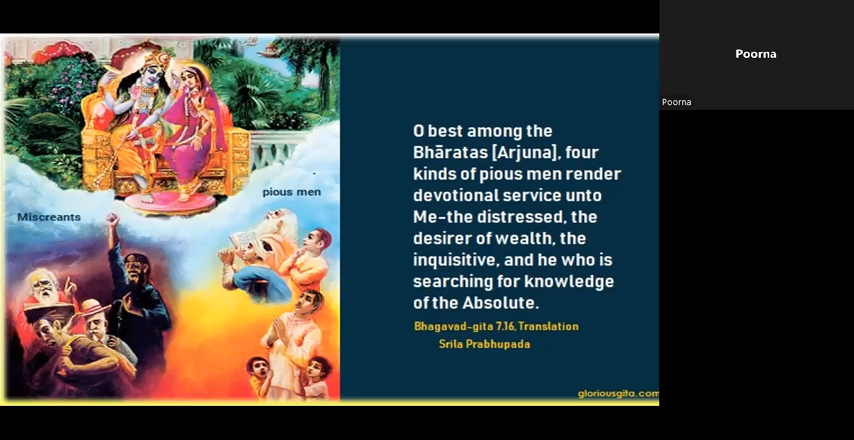 Poorna
Poorna
Miscreants
pious men
O best among the
Bhāratas [Arjuna], four
kinds of pious men render
devotional service unto
Me-the distressed, the
desirer of wealth, the
inquisitive, and he who is
searching for knowledge
of the Absolute.
Bhagavad-gita 7.16, Translation
Srila Prabhupada
gloriousgita.com